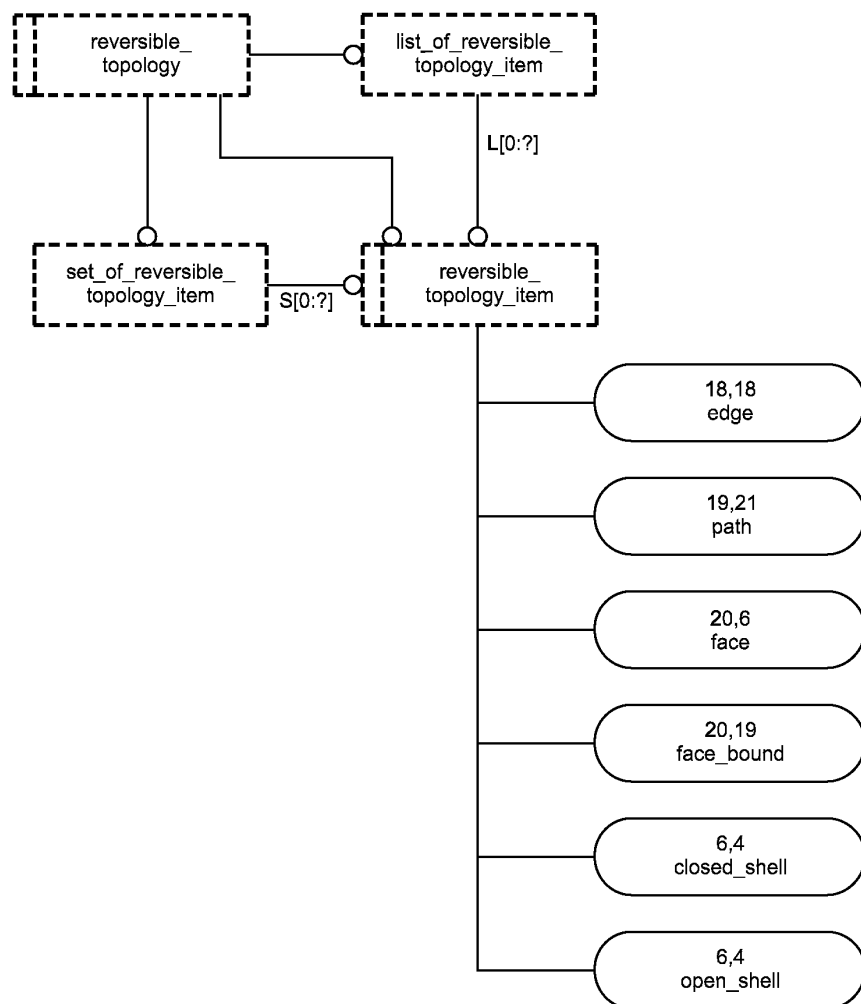 reversible_
topology
list_of_reversible_
topology_item
L[0:?]
set_of_reversible_
topology_item
S[0:?]
reversible_
topology_item
18,18
edge
19,21
path
20,6
face
20,19
face_bound
6,4
closed_shell
6,4
open_shell